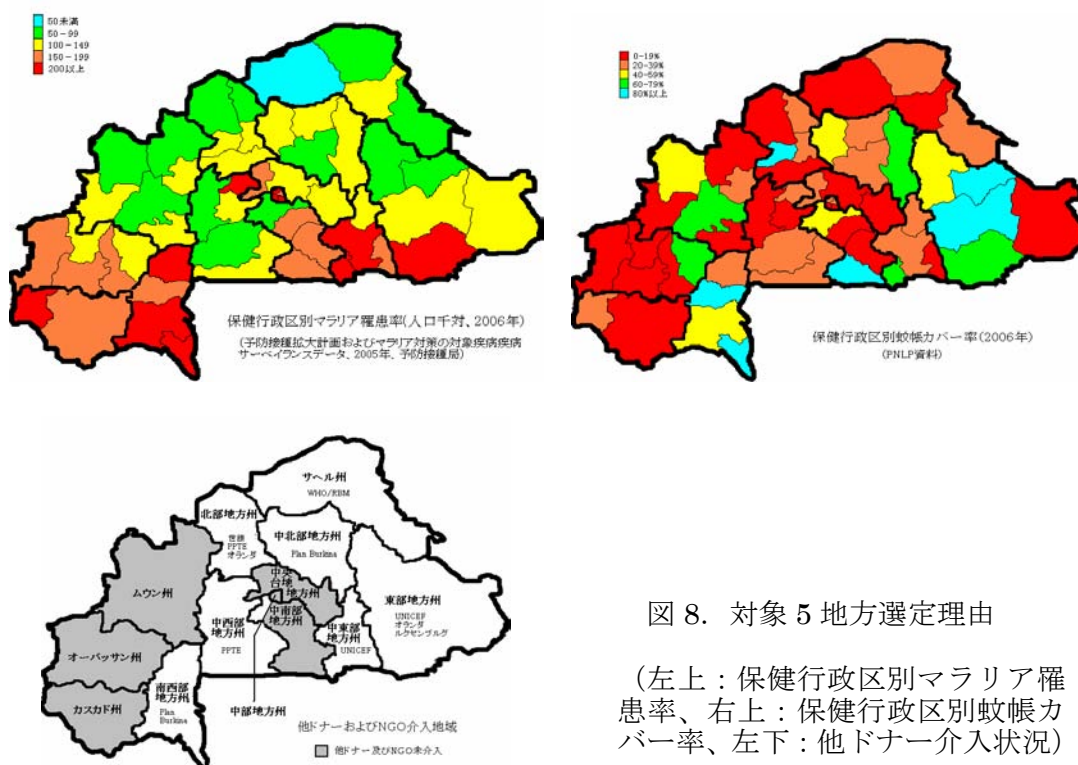 50未満
50-99
100-149
150-199
200以上
保健行政区別マラリア罹患率(人口千対、2006年)
(予防接種拡大計画およびマラリア対策の対象疾病疾病
サーベイランスデータ、2005年、予防接種局)
0-19%
20-39%
40-59%
60-79%
80%以上
保健行政区別蚊帳カバー率(2006年)
(PNLP資料)
サヘル州
WHO/RBM
北部地方州
世銀
PPTE
オランダ
中北部地方州
Plan Burkina
中央
台地
地方州
ムウン州
中西部
地方州
PPTE
中南部
地方州
中東部
地方州
UNICEF
東部地方州
UNICEF
オランダ
ルクセンブルグ
オーバッサン州
カスカド州
南西部
地方州
Plan
Burkina
中部地方州
他ドナーおよびNGO介入地域
他ドナー及びNGO未介入
図 8. 対象 5 地方選定理由
(左上：保健行政区別マラリア罹
患率、右上：保健行政区別蚊帳カ
バー率、左下：他ドナー介入状況)